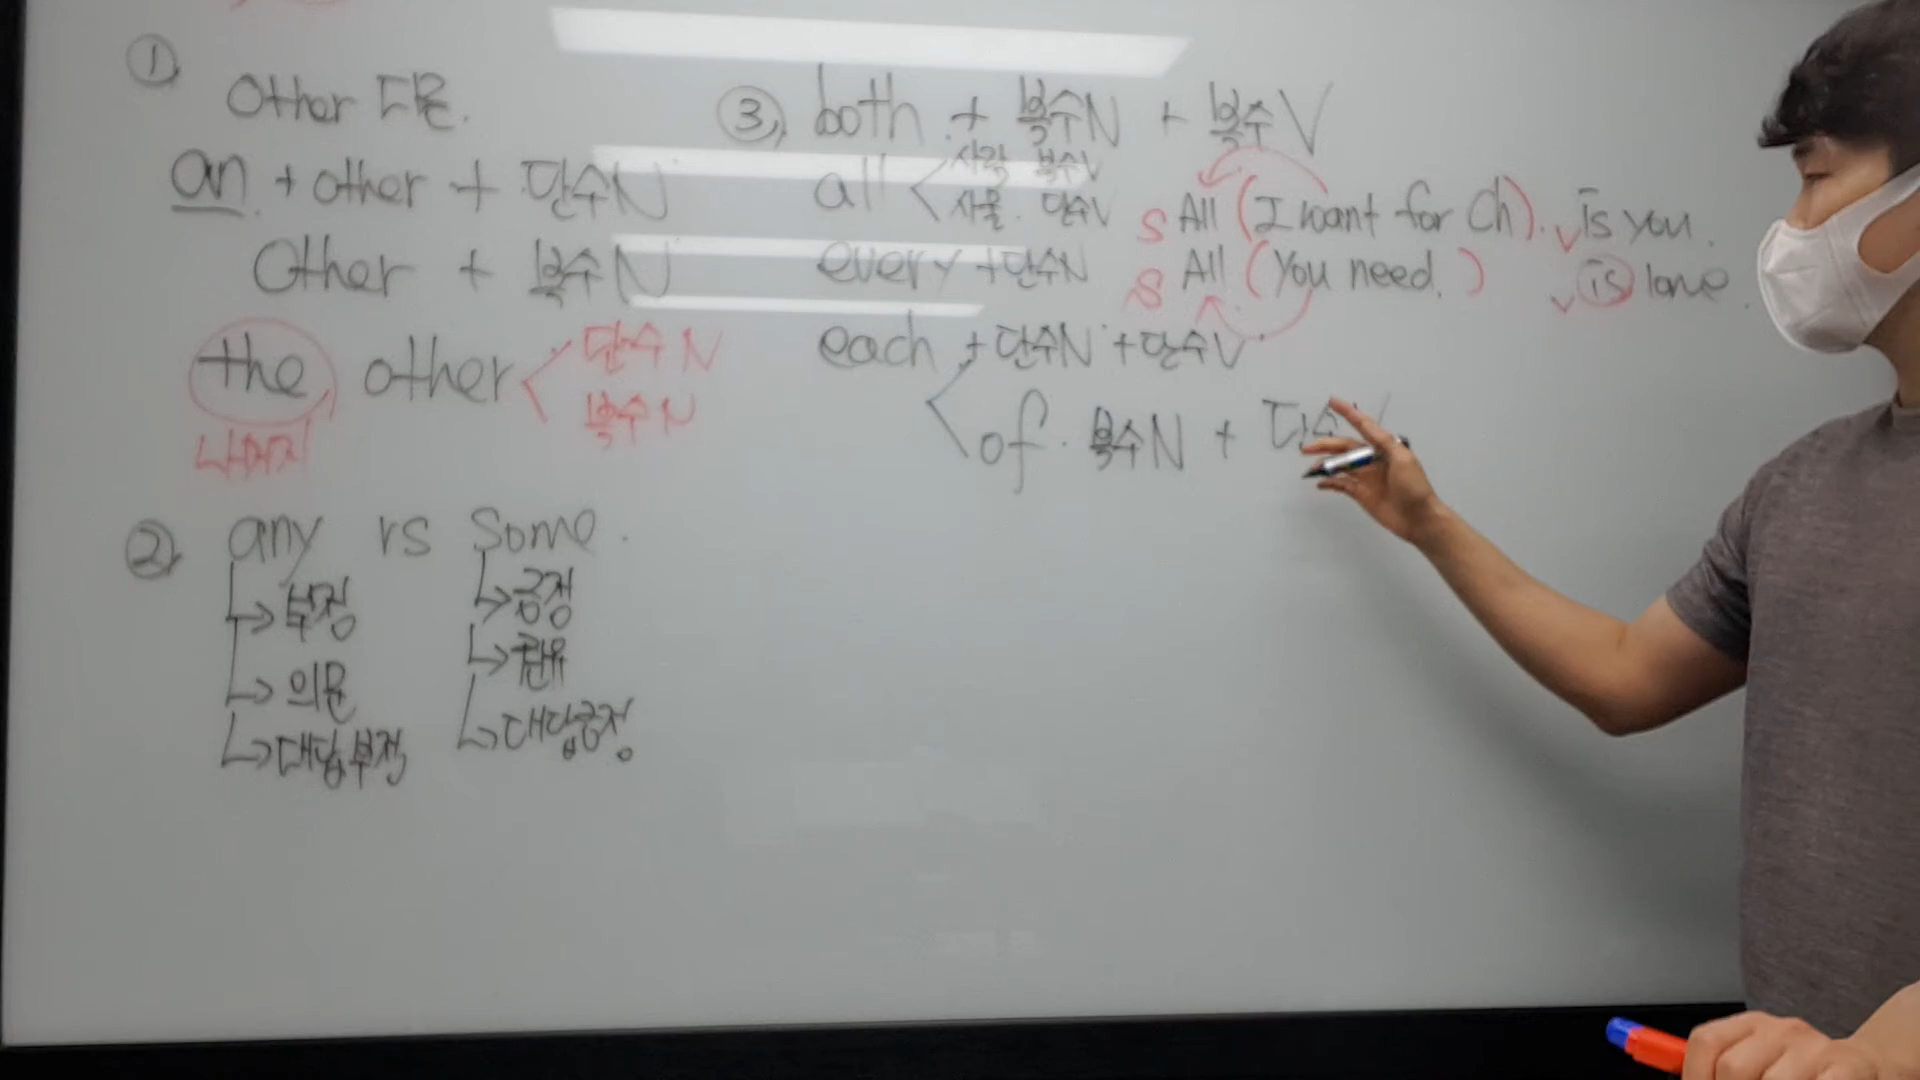 ①
Other 다른.
an + other + 단수N
Other + 복수N
the other < 단수N
복수N
나머지
② any vs some.
↳ 부정
↳ 의문
↳ 대답부정
↳ 긍정
↳ 권유
↳ 대답긍정
③ both + 복수N + 복수V
all < 사람 복수V
사물. 단수V
S All (I want for Ch). v is you.
every + 단수N
S All (You need.) v is love.
each + 단수N + 단수V
of. 복수N + 단수